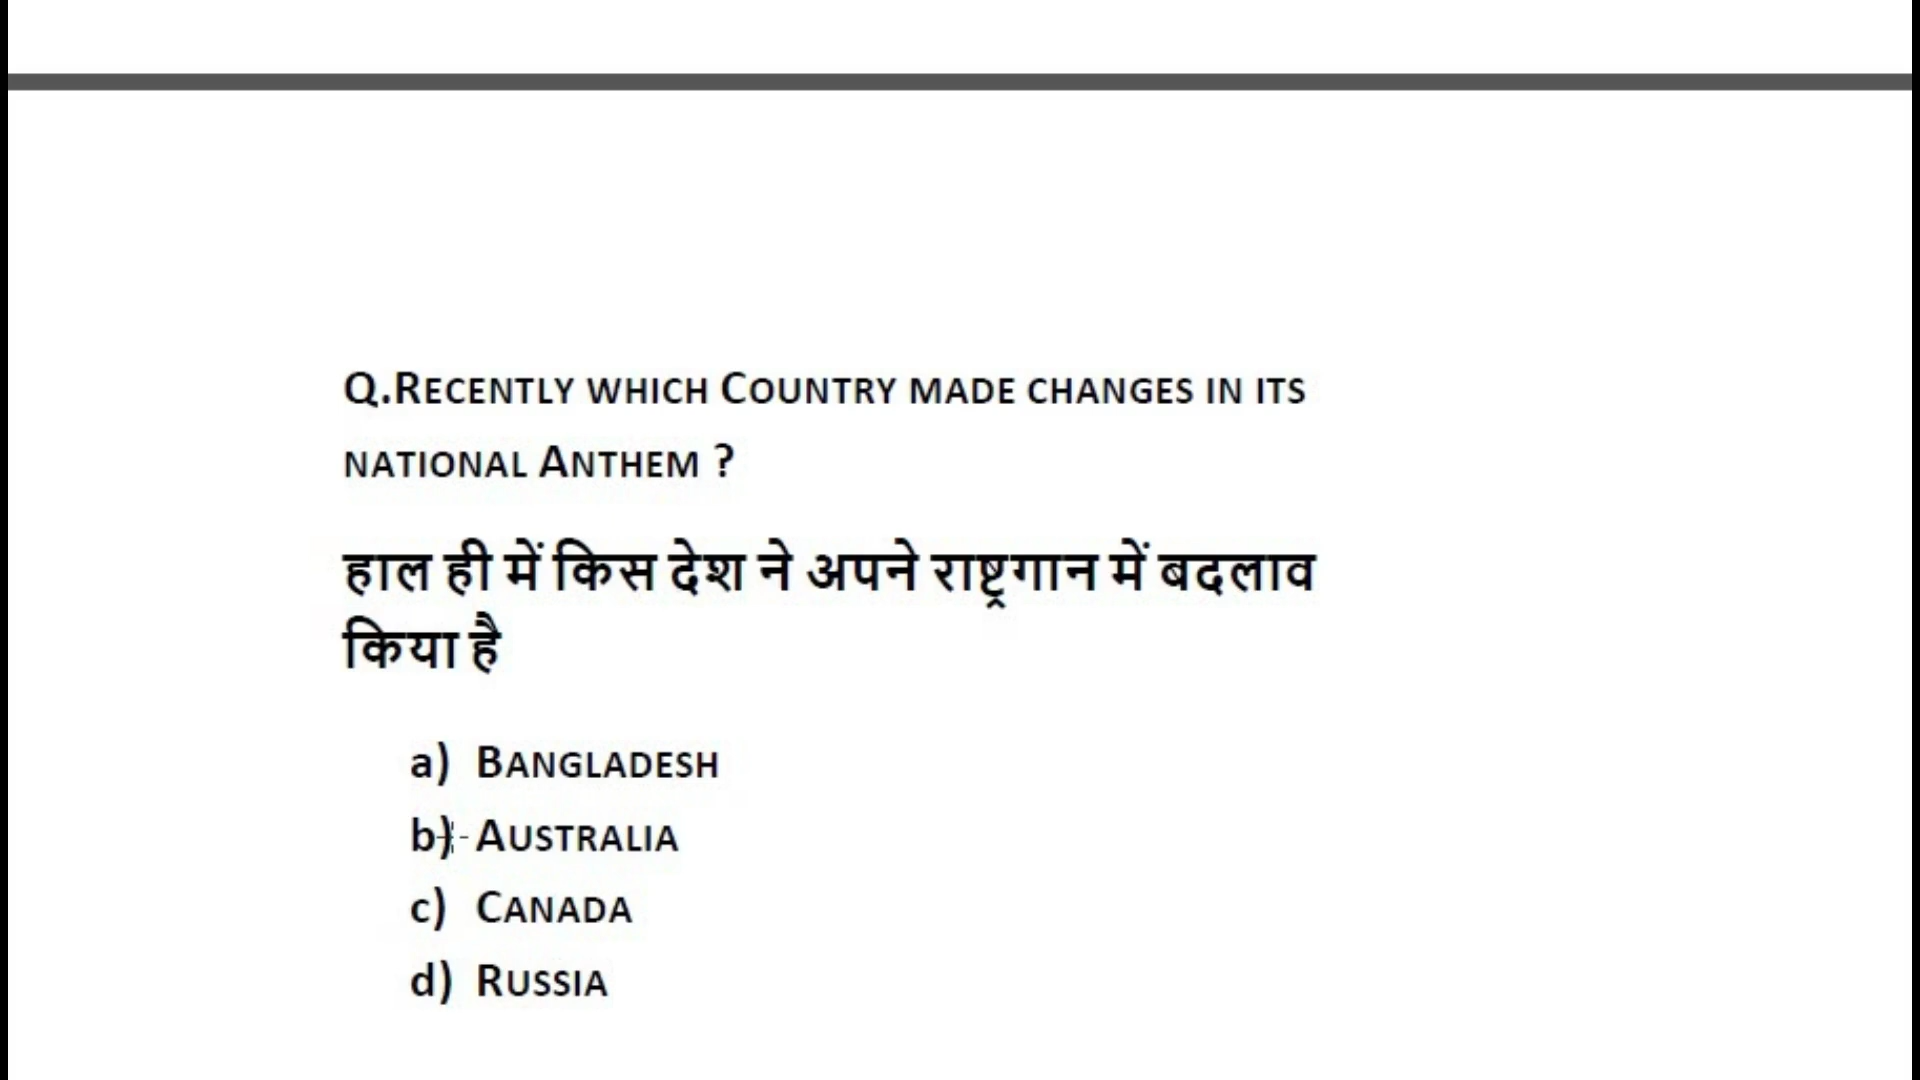 Q.Recently which Country made changes in its
national Anthem ?
हाल ही में किस देश ने अपने राष्ट्रगान में बदलाव
किया है
a) Bangladesh
b) Australia
c) Canada
d) Russia